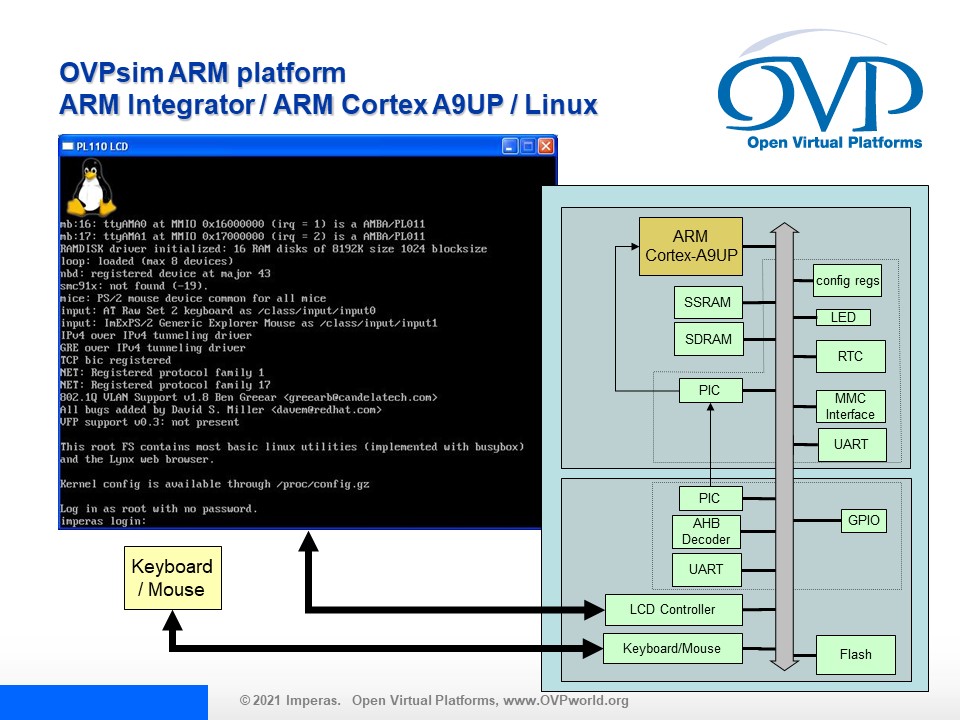 OVPsim ARM platform
ARM Integrator / ARM Cortex A9UP / Linux
OVP
Open Virtual Platforms
PL110 LCD
mb:16: ttyAMA0 at MMIO 0x16000000 (irq = 1) is a AMBA/PL011
mb:17: ttyAMA1 at MMIO 0x17000000 (irq = 2) is a AMBA/PL011
RAMDISK driver initialized: 16 RAM disks of 8192K size 1024 blocksize
loop: loaded (max 8 devices)
nbd: registered device at major 43
smc91x: not found (-19).
mice: PS/2 mouse device common for all mice
input: AT Raw Set 2 keyboard as /class/input/input0
input: ImExPS/2 Generic Explorer Mouse as /class/input/input1
IPv4 over IPv4 tunneling driver
GRE over IPv4 tunneling driver
TCP bic registered
NET: Registered protocol family 1
NET: Registered protocol family 17
802.1Q VLAN Support v1.8 Ben Greear <greearb@candelatech.com>
All bugs added by David S. Miller <davem@redhat.com>
VFP support v0.3: not present
This root FS contains most basic linux utilities (implemented with busybox)
and the Lynx web browser.
Kernel config is available through /proc/config.gz
Log in as root with no password.
imperas login:
ARM
Cortex-A9UP
SSRAM
SDRAM
PIC
config regs
LED
RTC
MMC
Interface
UART
PIC
AHB
Decoder
UART
GPIO
LCD Controller
Keyboard/Mouse
Flash
Keyboard
/ Mouse
© 2021 Imperas. Open Virtual Platforms, www.OVPworld.org